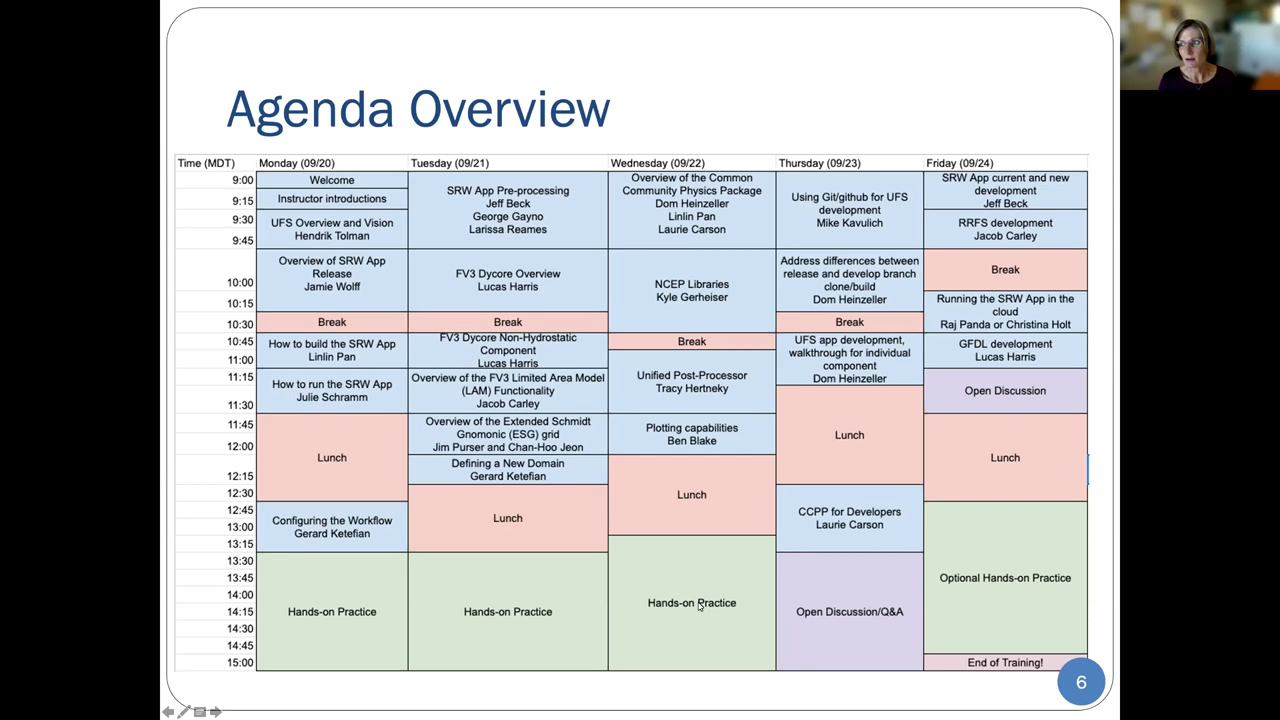 Agenda Overview
Time (MDT)
Monday (09/20)
Tuesday (09/21)
Wednesday (09/22)
Thursday (09/23)
Friday (09/24)
9:00
9:15
9:30
9:45
10:00
10:15
10:30
10:45
11:00
11:15
11:30
11:45
12:00
12:15
12:30
12:45
13:00
13:15
13:30
13:45
14:00
14:15
14:30
14:45
15:00
Welcome
Instructor introductions
UFS Overview and Vision
Hendrik Tolman
Overview of SRW App
Release
Jamie Wolff
Break
How to build the SRW App
Linlin Pan
How to run the SRW App
Julie Schramm
Lunch
Configuring the Workflow
Gerard Ketefian
Hands-on Practice
SRW App Pre-processing
Jeff Beck
George Gayno
Larissa Reames
FV3 Dycore Overview
Lucas Harris
Break
FV3 Dycore Non-Hydrostatic
Component
Lucas Harris
Overview of the FV3 Limited Area Model
(LAM) Functionality
Jacob Carley
Overview of the Extended Schmidt
Gnomonic (ESG) grid
Jim Purser and Chan-Hoo Jeon
Defining a New Domain
Gerard Ketefian
Lunch
Hands-on Practice
Overview of the Common
Community Physics Package
Dom Heinzeller
Linlin Pan
Laurie Carson
NCEP Libraries
Kyle Gerheiser
Break
Unified Post-Processor
Tracy Hertneky
Plotting capabilities
Ben Blake
Lunch
Hands-on Practice
Using Git/github for UFS
development
Mike Kavulich
Address differences between
release and develop branch
clone/build
Dom Heinzeller
Break
UFS app development,
walkthrough for individual
component
Dom Heinzeller
Lunch
CCPP for Developers
Laurie Carson
Open Discussion/Q&A
SRW App current and new
development
Jeff Beck
RRFS development
Jacob Carley
Break
Running the SRW App in the
cloud
Raj Panda or Christina Holt
GFDL development
Lucas Harris
Open Discussion
Lunch
Optional Hands-on Practice
End of Training!
6